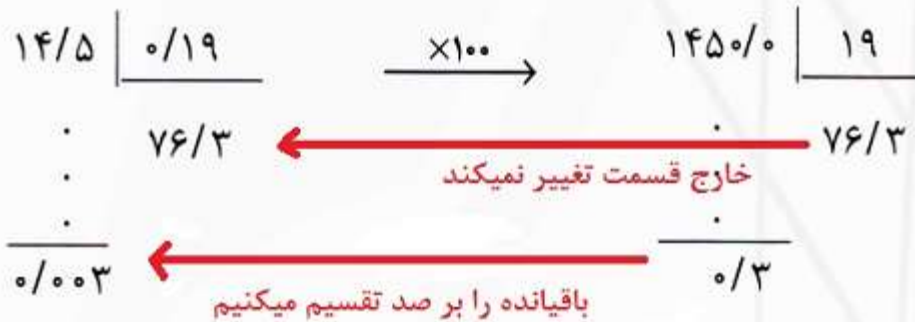 ۱۴/۵ ۰/۱۹ ×۱۰۰ ۱۴۵۰/۰ ۱۹
۷۶/۳ ۷۶/۳
خارج قسمت تغییر نمیکند
۰/۰۰۳ ۰/۳
باقیانده را بر صد تقسیم میکنیم